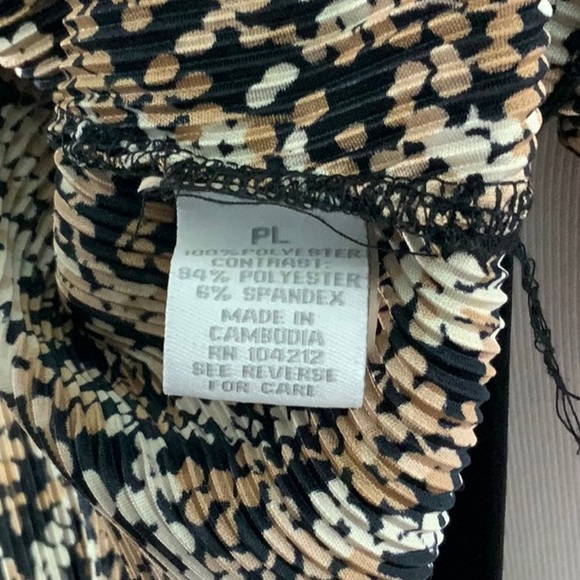 PL
100% POLYESTER
CONTRAST:
94% POLYESTER
6% SPANDEX
MADE IN
CAMBODIA
RN 104212
SEE REVERSE
FOR CARE